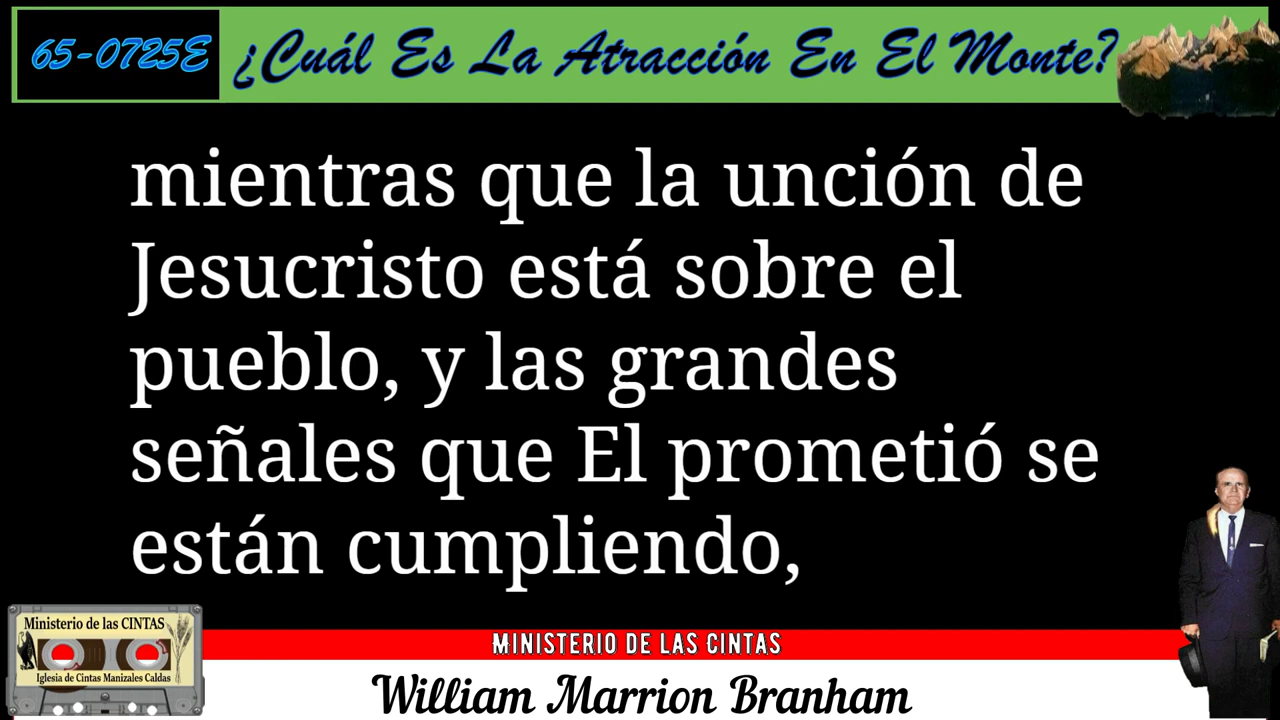 65-0725E ¿Cuál Es La Atracción En El Monte?
mientras que la unción de
Jesucristo está sobre el
pueblo, y las grandes
señales que El prometió se
están cumpliendo,
Ministerio de las CINTAS
Iglesia de Cintas Manizales Caldas
MINISTERIO DE LAS CINTAS
William Marrion Branham